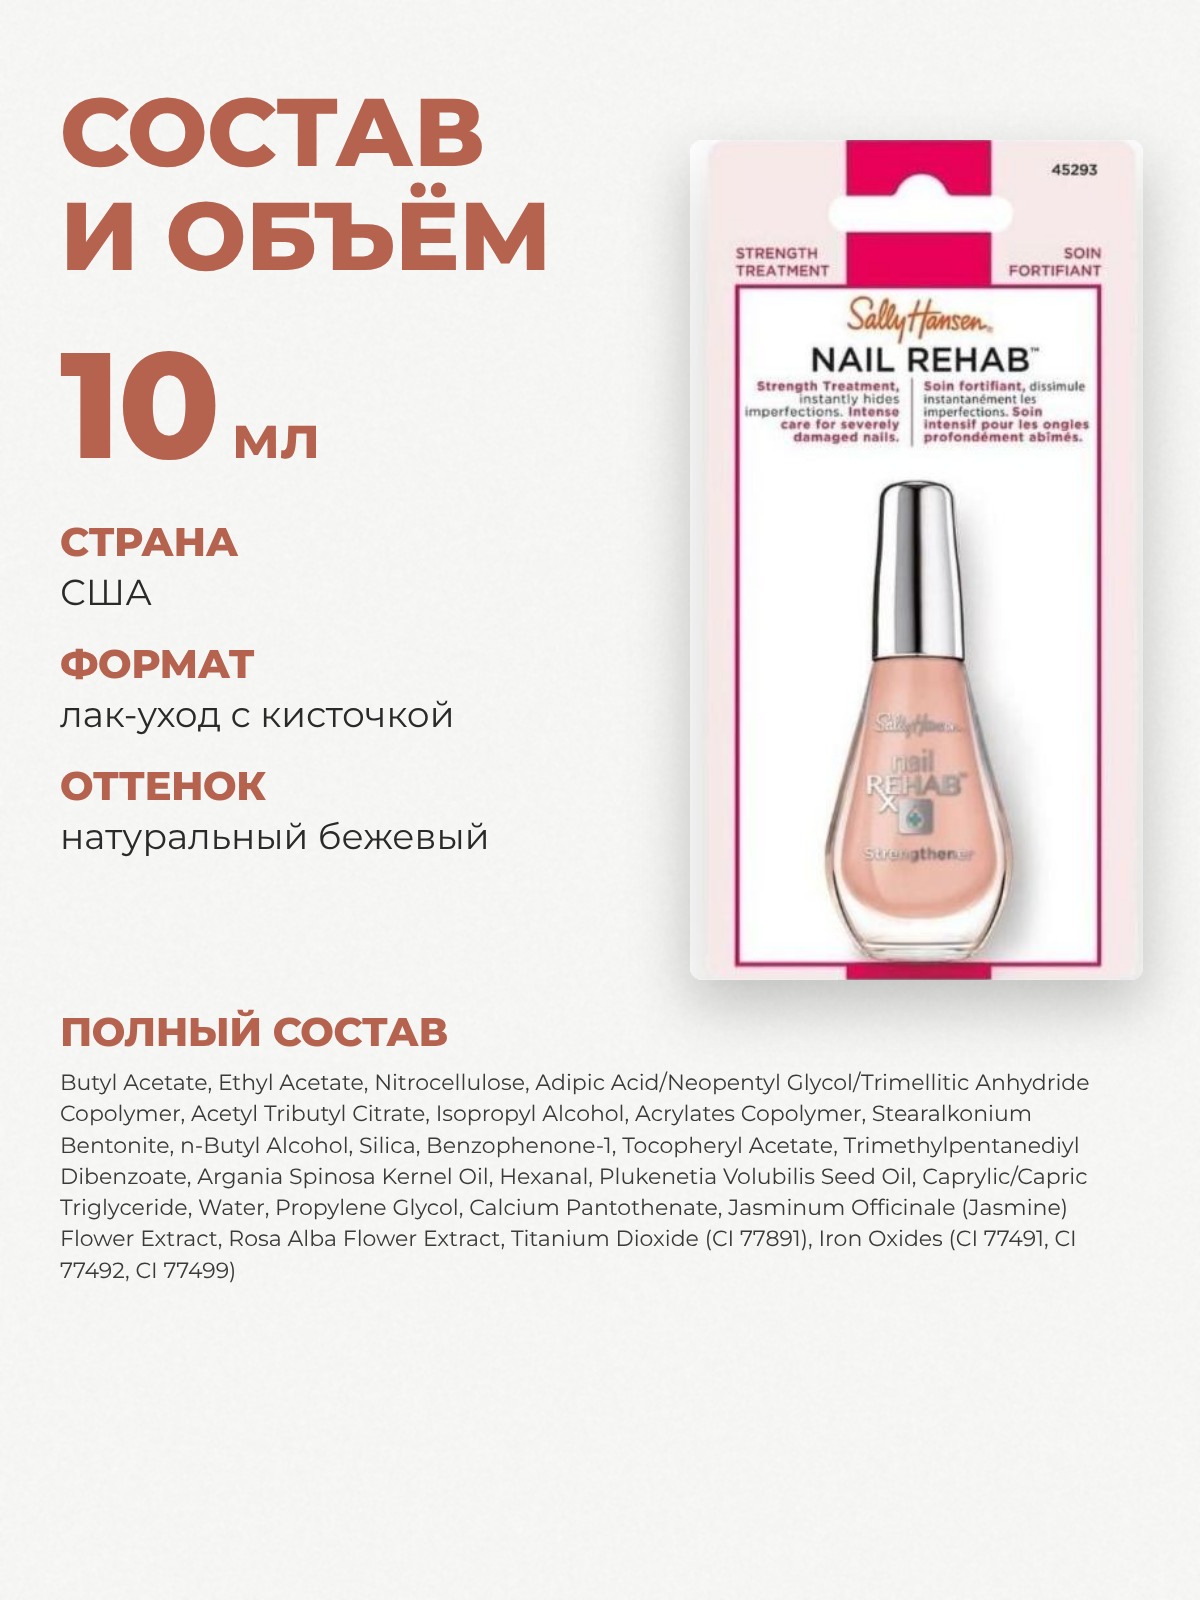 СОСТАВ
И ОБЪЁМ
10 мл
СТРАНА
США
ФОРМАТ
лак-уход с кисточкой
ОТТЕНОК
натуральный бежевый
45293
STRENGTH
TREATMENT
SOIN
FORTIFIANT
Sally Hansen®
NAIL REHAB™
Strength Treatment,
instantly hides
imperfections. Intense
care for severely
damaged nails.
Soin fortifiant, dissimule
instantanément les
imperfections. Soin
intensif pour les ongles
profondément abîmés.
Sally Hansen
nail
REHAB™
x
Strengthener
ПОЛНЫЙ СОСТАВ
Butyl Acetate, Ethyl Acetate, Nitrocellulose, Adipic Acid/Neopentyl Glycol/Trimellitic Anhydride
Copolymer, Acetyl Tributyl Citrate, Isopropyl Alcohol, Acrylates Copolymer, Stearalkonium
Bentonite, n-Butyl Alcohol, Silica, Benzophenone-1, Tocopheryl Acetate, Trimethylpentanediyl
Dibenzoate, Argania Spinosa Kernel Oil, Hexanal, Plukenetia Volubilis Seed Oil, Caprylic/Capric
Triglyceride, Water, Propylene Glycol, Calcium Pantothenate, Jasminum Officinale (Jasmine)
Flower Extract, Rosa Alba Flower Extract, Titanium Dioxide (CI 77891), Iron Oxides (CI 77491, CI
77492, CI 77499)